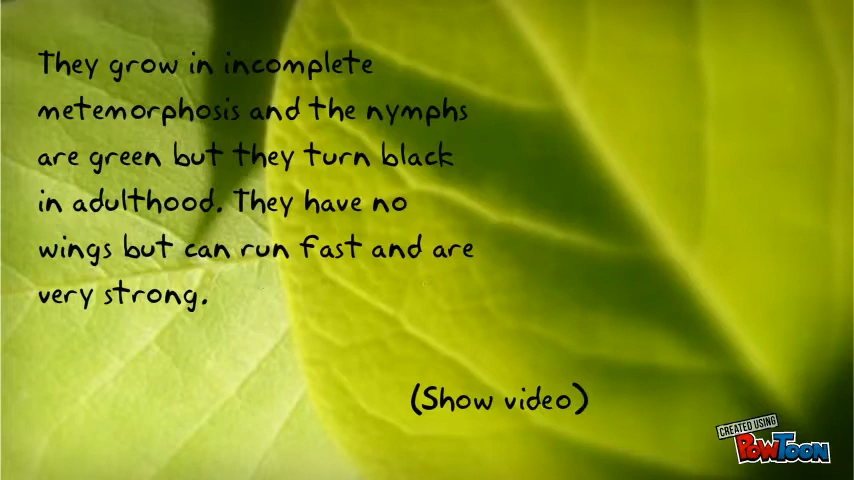 They grow in incomplete
metemorphosis and the nymphs
are green but they turn black
in adulthood. They have no
wings but can run fast and are
very strong.
(Show video)
CREATED USING
POWTOON